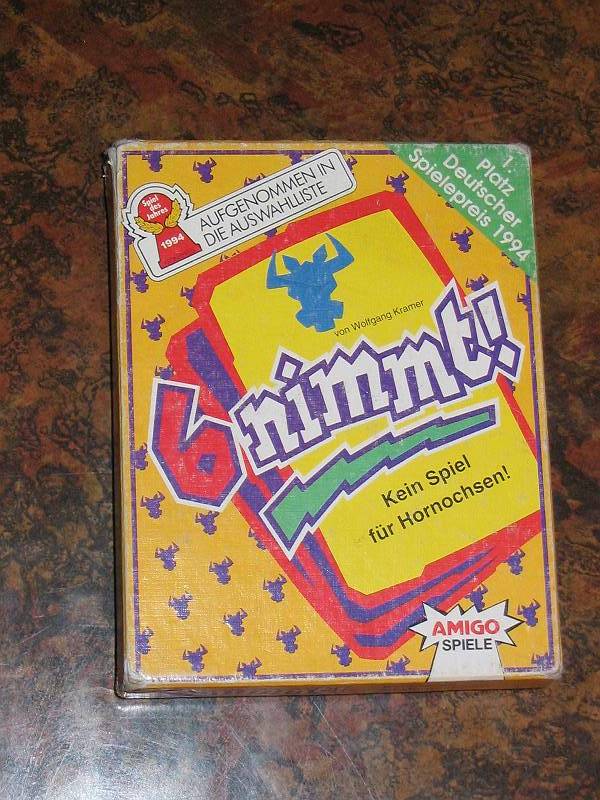 Spiel
des
Jahres
1994
AUFGENOMMEN IN
DIE AUSWAHLLISTE
1.
Platz
Deutscher
Spielepreis 1994
von Wolfgang Kramer
6 nimmt!
Kein Spiel
für Hornochsen!
AMIGO
SPIELE